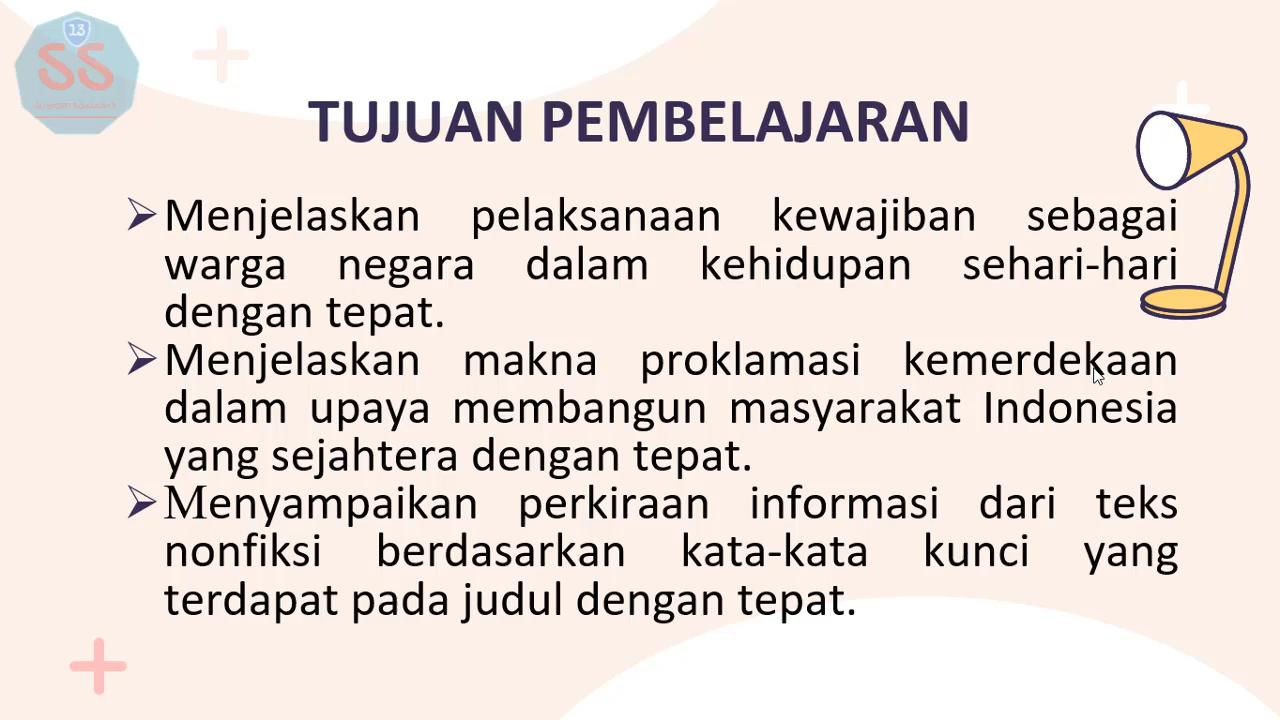 13
SS
TUJUAN PEMBELAJARAN
Menjelaskan pelaksanaan kewajiban sebagai
warga negara dalam kehidupan sehari-hari
dengan tepat.
Menjelaskan makna proklamasi kemerdekaan
dalam upaya membangun masyarakat Indonesia
yang sejahtera dengan tepat.
Menyampaikan perkiraan informasi dari teks
nonfiksi berdasarkan kata-kata kunci yang
terdapat pada judul dengan tepat.